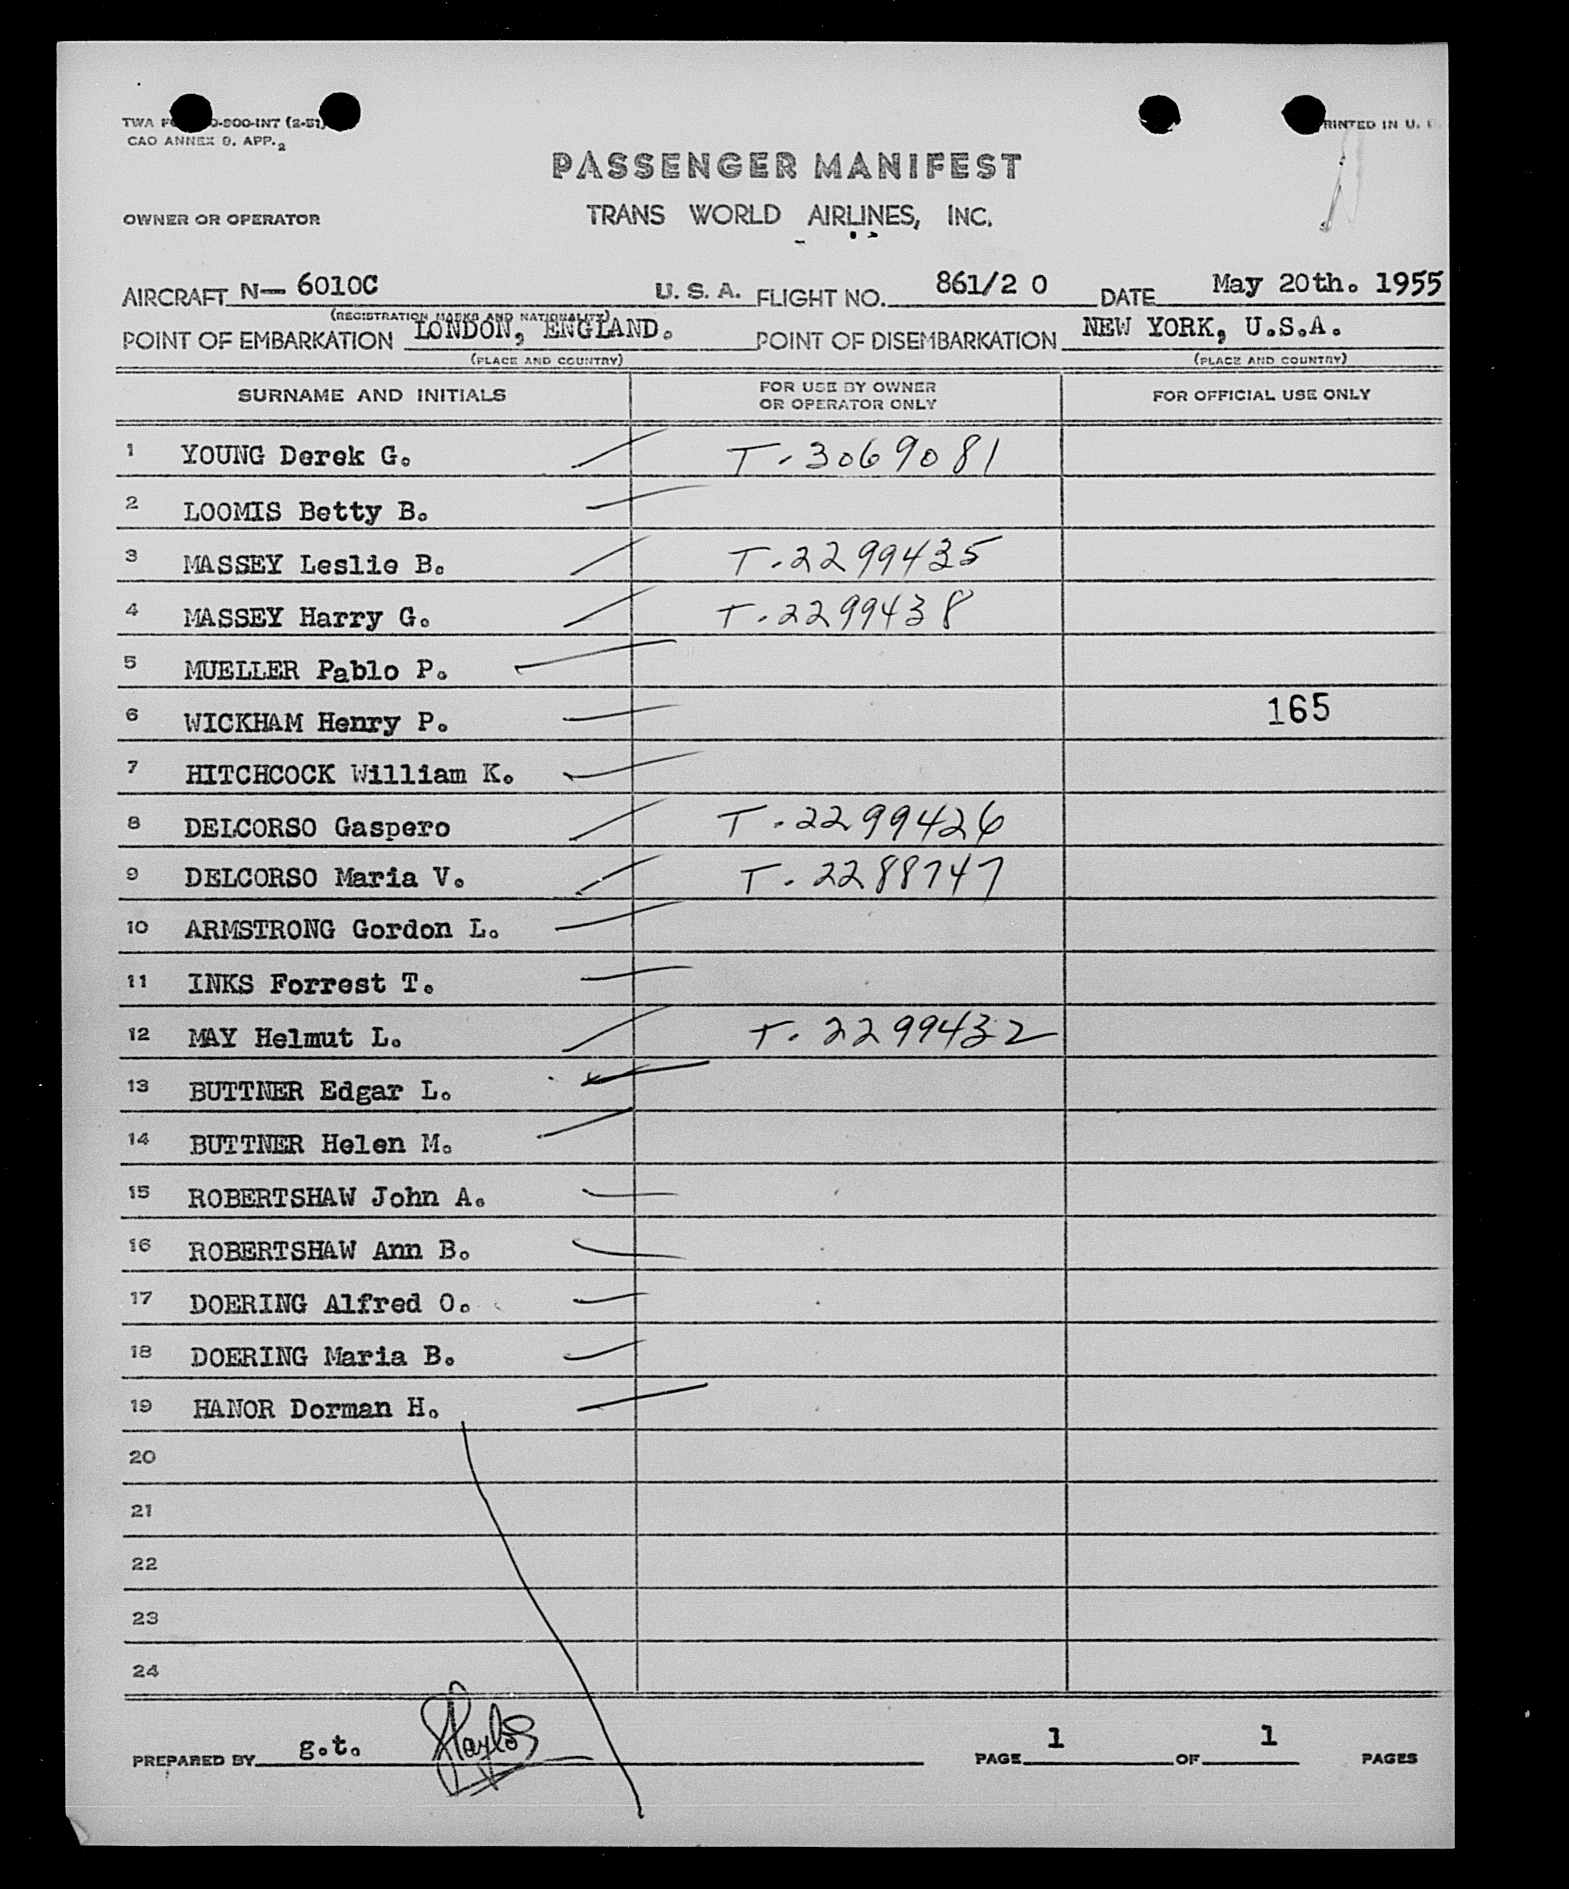 TWA F O-800-INT (2-51)
CAO ANNEX 9, APP. 2
RINTED IN U.
PASSENGER MANIFEST
OWNER OR OPERATOR TRANS WORLD AIRLINES, INC.
AIRCRAFT N- 6010C U. S. A. FLIGHT NO. 861/2 0 DATE May 20th. 1955
(REGISTRATION MARKS AND NATIONALITY)
POINT OF EMBARKATION LONDON, ENGLAND. POINT OF DISEMBARKATION NEW YORK, U.S.A.
(PLACE AND COUNTRY) (PLACE AND COUNTRY)
SURNAME AND INITIALS FOR USE BY OWNER OR OPERATOR ONLY FOR OFFICIAL USE ONLY
1 YOUNG Derek G. T-3069081
2 LOOMIS Betty B.
3 MASSEY Leslie B. T-2299435
4 MASSEY Harry G. T-2299438
5 MUELLER Pablo P.
6 WICKHAM Henry P. 165
7 HITCHCOCK William K.
8 DELCORSO Gaspero T-2299426
9 DELCORSO Maria V. T-2288747
10 ARMSTRONG Gordon L.
11 INKS Forrest T.
12 MAY Helmut L. T-2299432
13 BUTTNER Edgar L.
14 BUTTNER Helen M.
15 ROBERTSHAW John A.
16 ROBERTSHAW Ann B.
17 DOERING Alfred O.
18 DOERING Maria B.
19 HANOR Dorman H.
20
21
22
23
24
PREPARED BY g.t. PAGE 1 OF 1 PAGES